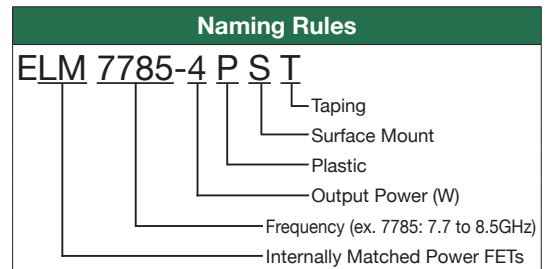 Naming Rules
ELM 7785-4 P S T
Taping
Surface Mount
Plastic
Output Power (W)
Frequency (ex. 7785: 7.7 to 8.5GHz)
Internally Matched Power FETs